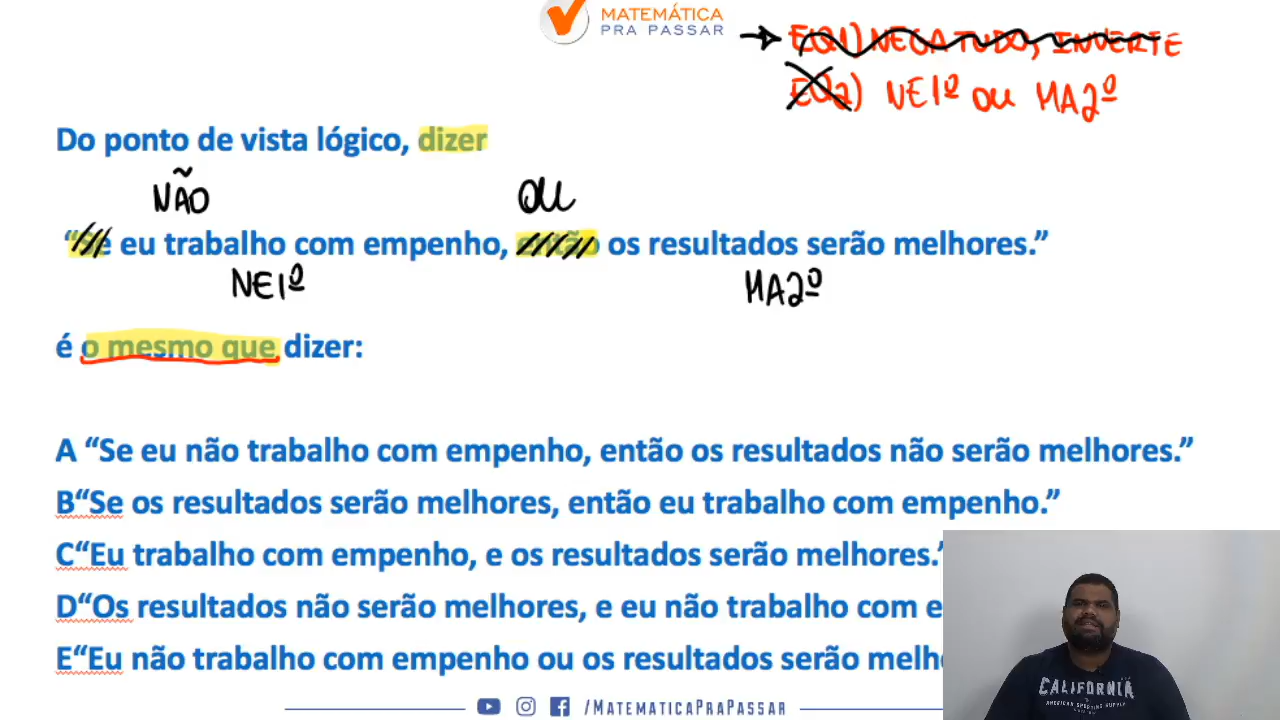 MATEMÁTICA
PRA PASSAR
EQ1) NEGA TUDO, INVERTE
EQ2) NE1º OU MA2º
Do ponto de vista lógico, dizer
NÃO OU
“Se eu trabalho com empenho, então os resultados serão melhores.”
NE1º MA2º
é o mesmo que dizer:
A “Se eu não trabalho com empenho, então os resultados não serão melhores.”
B“Se os resultados serão melhores, então eu trabalho com empenho.”
C“Eu trabalho com empenho, e os resultados serão melhores.”
D“Os resultados não serão melhores, e eu não trabalho com e
E“Eu não trabalho com empenho ou os resultados serão melh
CALIFORNIA
/MATEMATICAPRAPASSAR